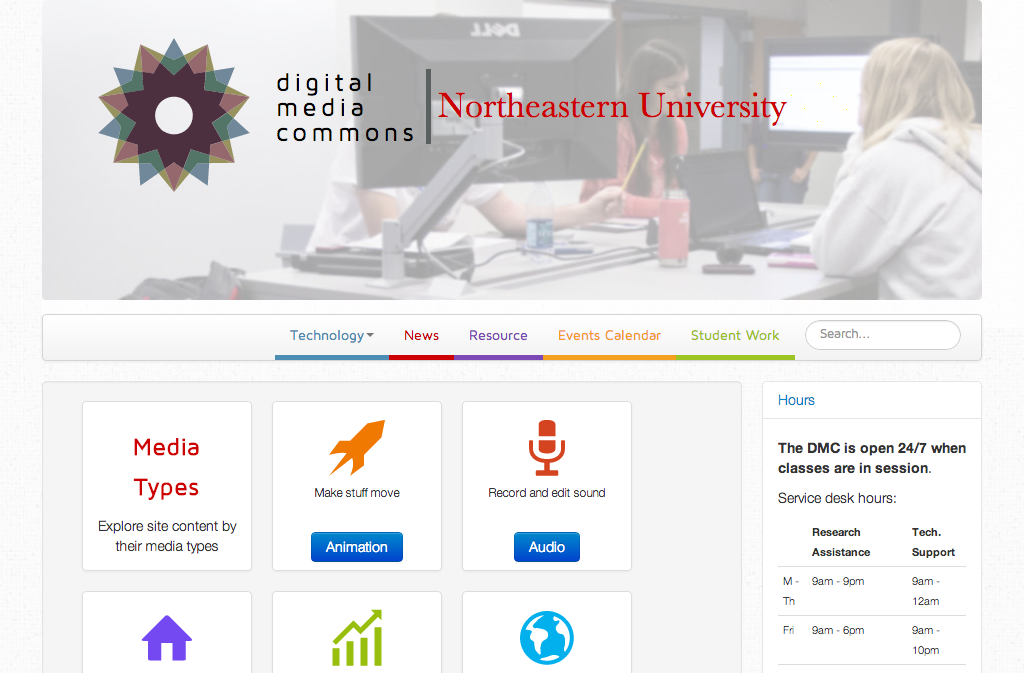 DELL
digital
media
commons
Northeastern University
Technology
News
Resource
Events Calendar
Student Work
Search...
Media
Types
Explore site content by
their media types
Make stuff move
Animation
Record and edit sound
Audio
Hours
The DMC is open 24/7 when
classes are in session.
Service desk hours:
Research Tech.
Assistance Support
M - 9am - 9pm 9am -
Th 12am
Fri 9am - 6pm 9am -
10pm